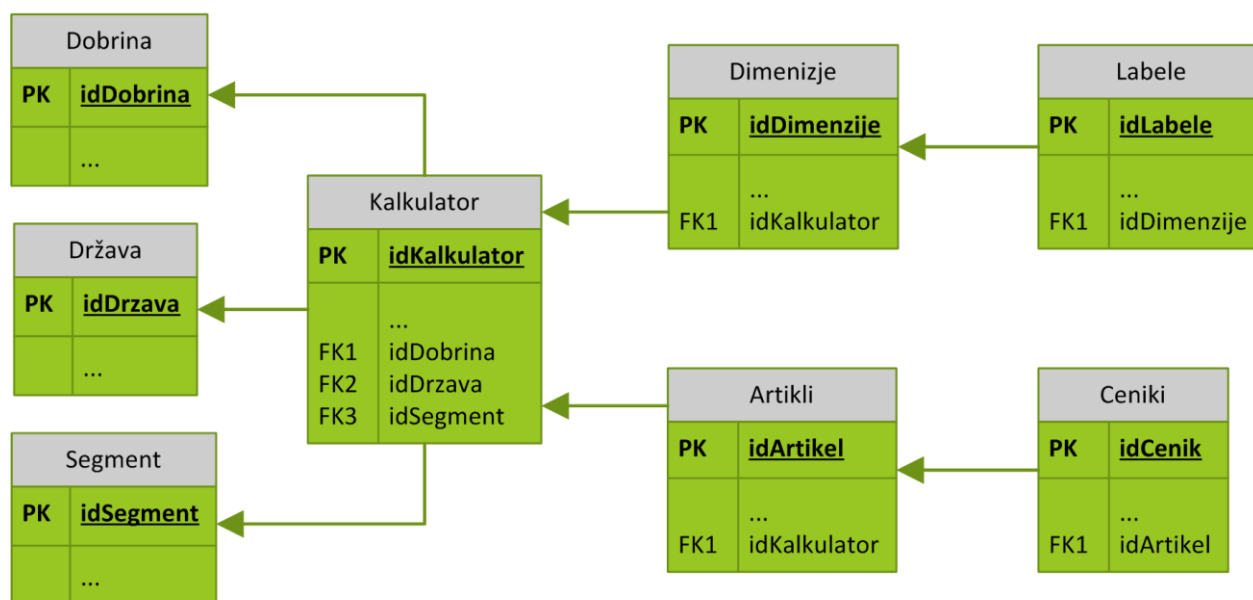 Dobrina
PK idDobrina
...
Država
PK idDrzava
...
Segment
PK idSegment
...
Kalkulator
PK idKalkulator
...
FK1 idDobrina
FK2 idDrzava
FK3 idSegment
Dimenizje
PK idDimenzije
...
FK1 idKalkulator
Labele
PK idLabele
...
FK1 idDimenzije
Artikli
PK idArtikel
...
FK1 idKalkulator
Ceniki
PK idCenik
...
FK1 idArtikel